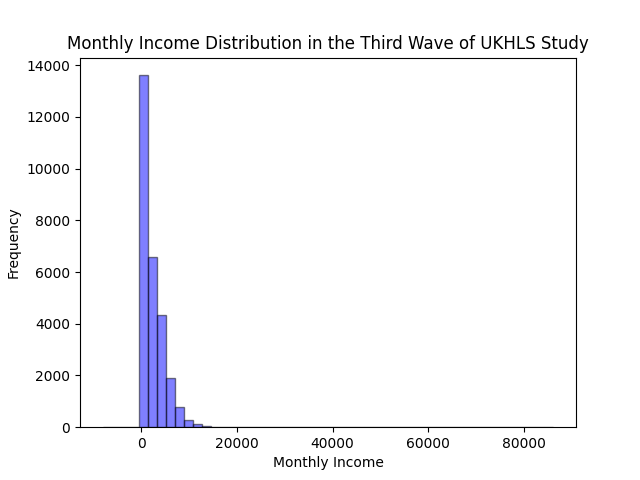 Monthly Income Distribution in the Third Wave of UKHLS Study
14000
12000
10000
8000
6000
4000
2000
0
Frequency
0 20000 40000 60000 80000
Monthly Income